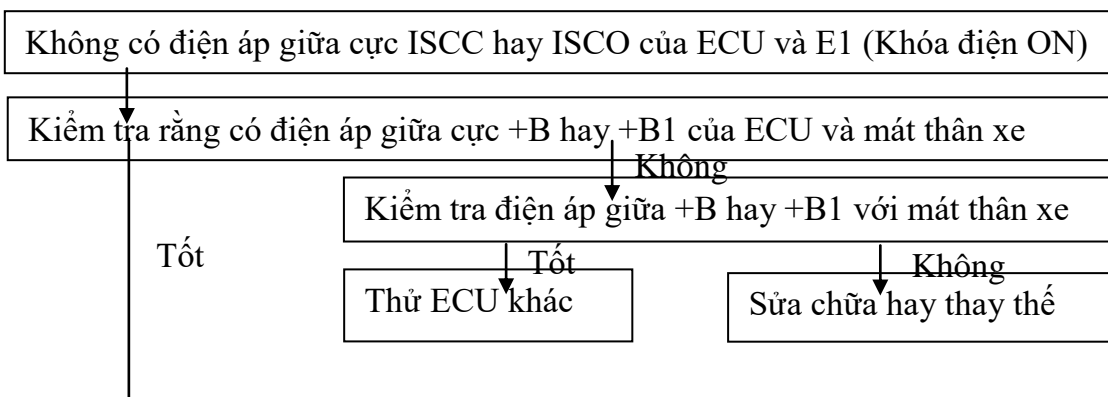 Không có điện áp giữa cực ISCC hay ISCO của ECU và E1 (Khóa điện ON)
Kiểm tra rằng có điện áp giữa cực +B hay +B1 của ECU và mát thân xe
Không
Kiểm tra điện áp giữa +B hay +B1 với mát thân xe
Tốt
Tốt
Không
Thử ECU khác
Sửa chữa hay thay thế